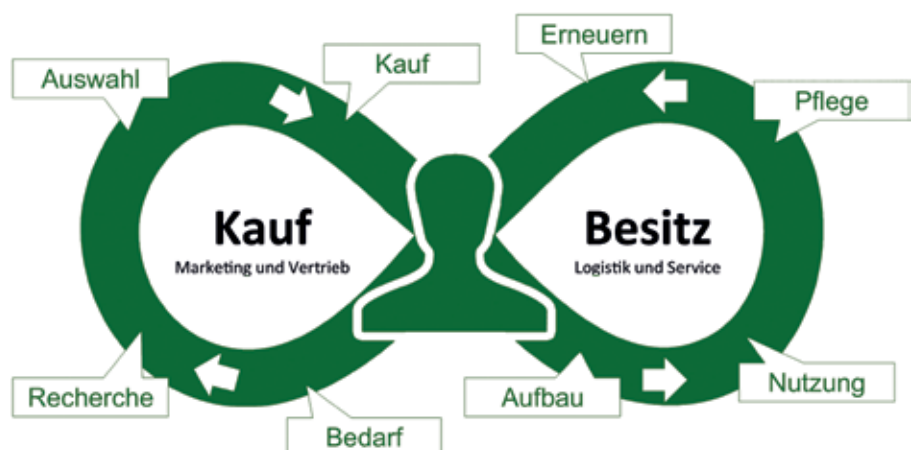 Erneuern
Kauf
Auswahl
Pflege
Kauf
Marketing und Vertrieb
Besitz
Logistik und Service
Recherche
Aufbau
Nutzung
Bedarf